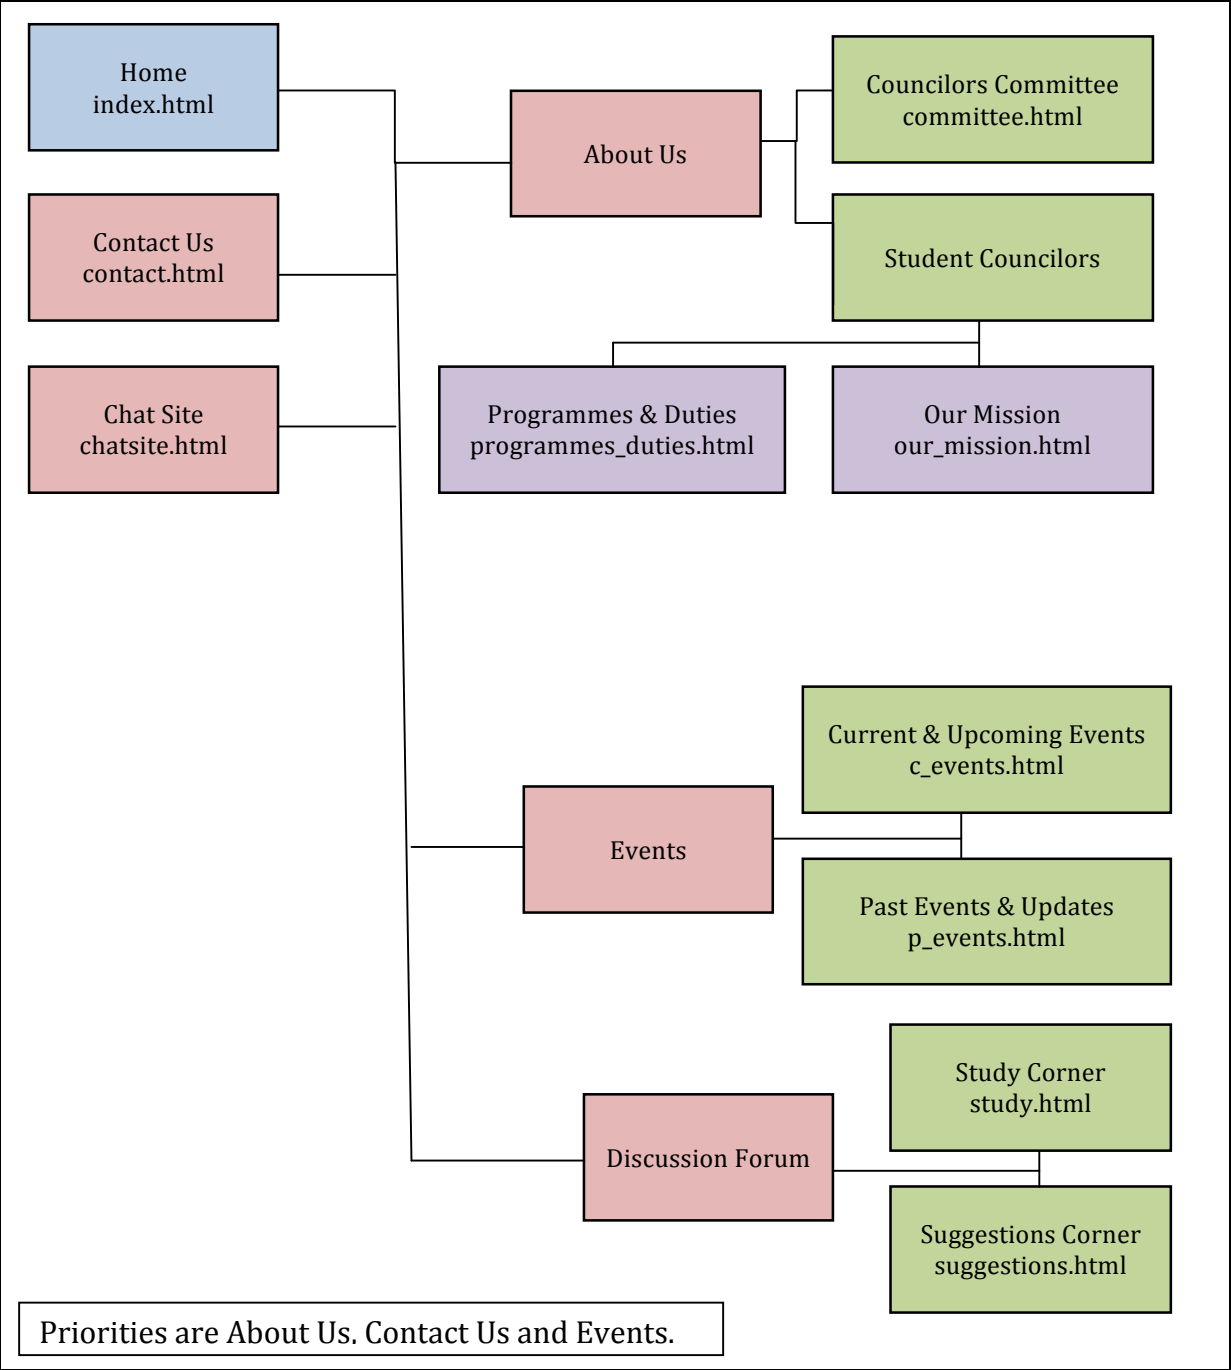 Home
index.html
Contact Us
contact.html
Chat Site
chatsite.html
About Us
Councilors Committee
committee.html
Student Councilors
Programmes & Duties
programmes_duties.html
Our Mission
our_mission.html
Events
Current & Upcoming Events
c_events.html
Past Events & Updates
p_events.html
Discussion Forum
Study Corner
study.html
Suggestions Corner
suggestions.html
Priorities are About Us. Contact Us and Events.